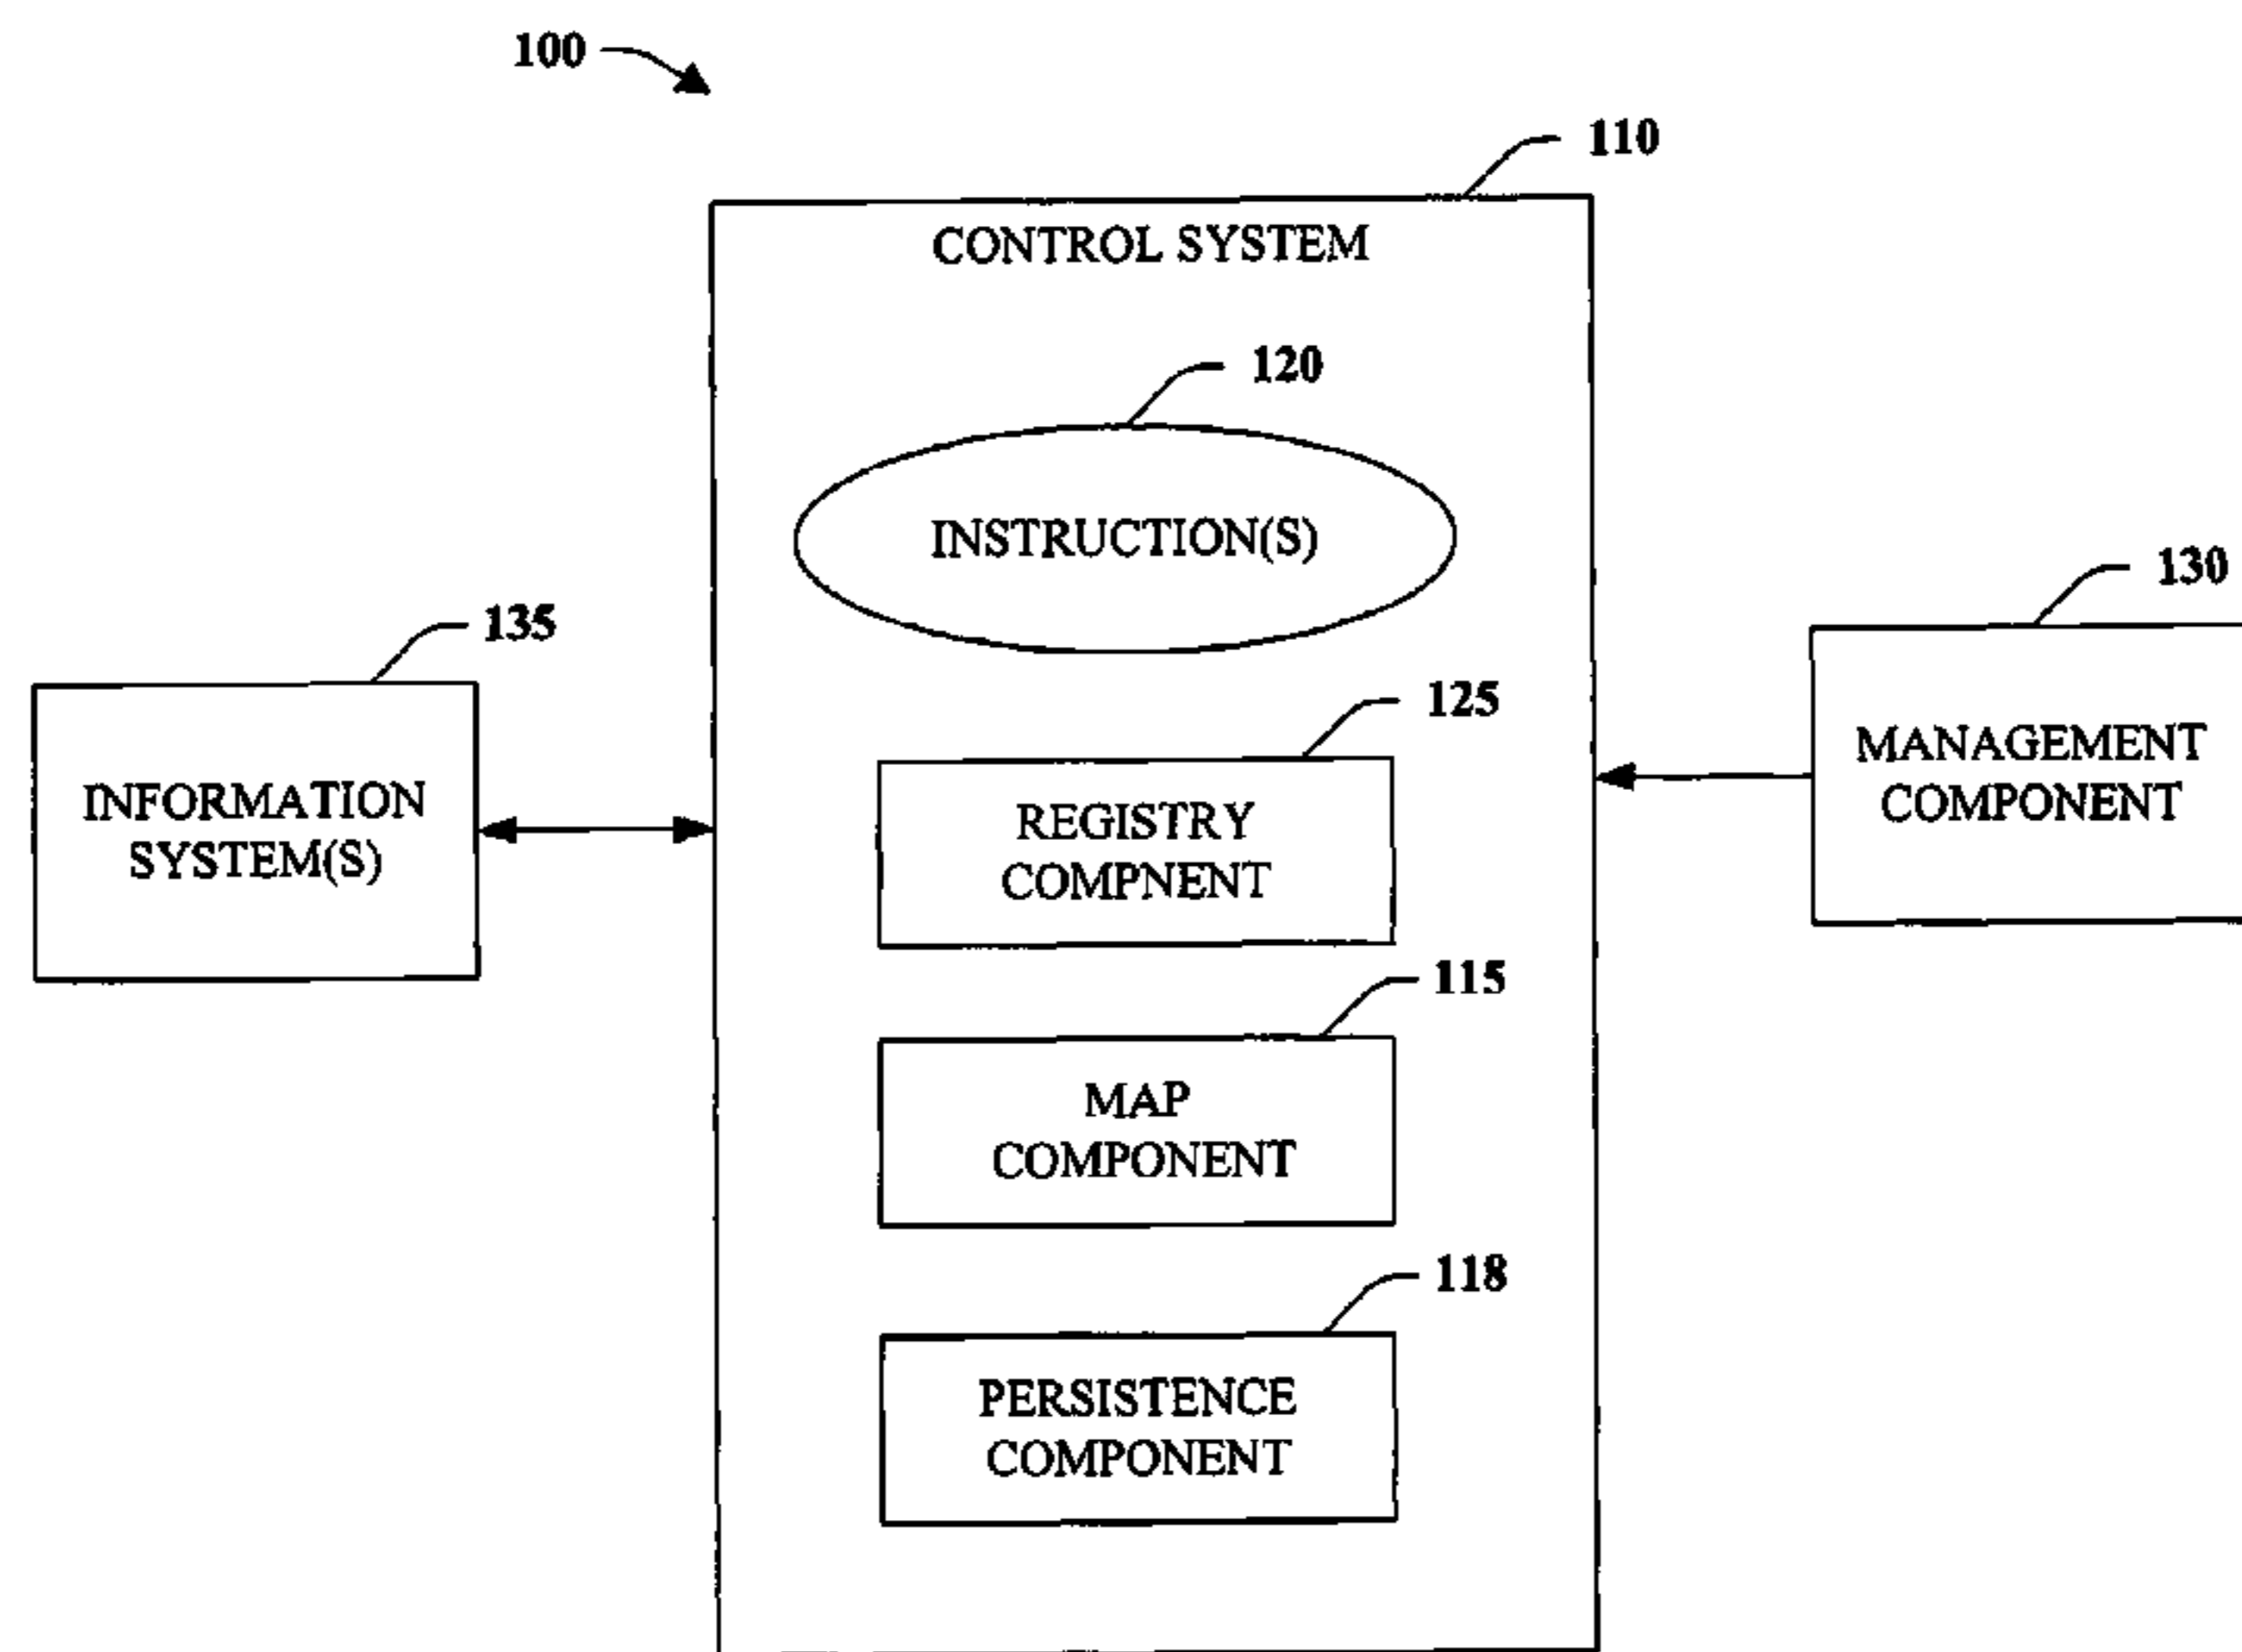 100
110
CONTROL SYSTEM
120
INSTRUCTION(S)
130
135
125
MANAGEMENT
COMPONENT
INFORMATION
SYSTEM(S)
REGISTRY
COMPNENT
115
MAP
COMPONENT
118
PERSISTENCE
COMPONENT